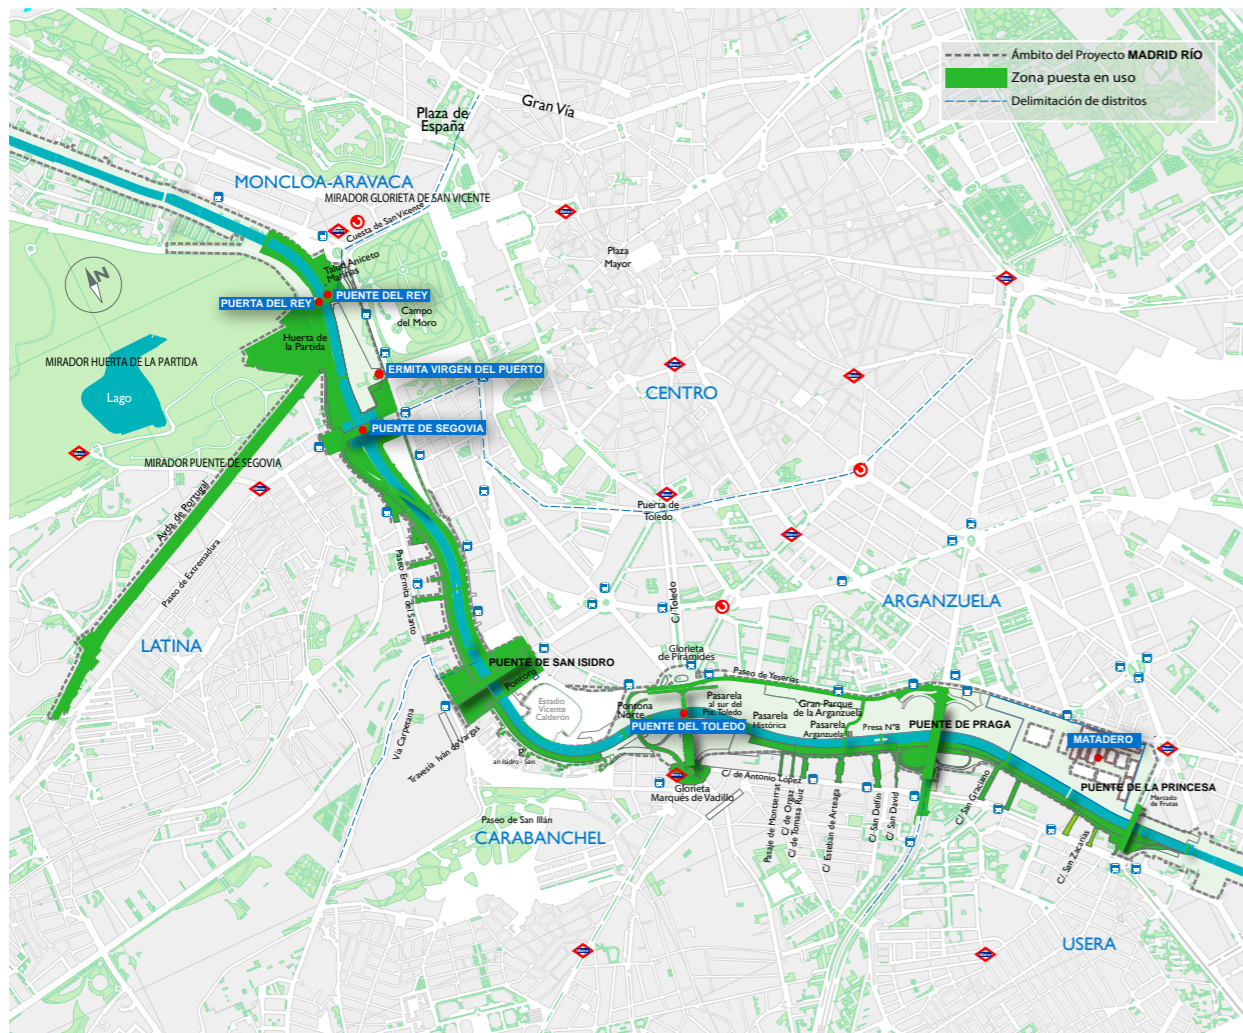 Ámbito del Proyecto MADRID RÍO
Zona puesta en uso
Delimitación de distritos
Gran Vía
Plaza de
España
MONCLOA-ARAVACA
MIRADOR GLORIETA DE SAN VICENTE
Cuesta de San Vicente
Plaza
Mayor
Talud Aniceto
Marinas
PUENTE DEL REY
PUERTA DEL REY
Campo
del Moro
Huerta de
la Partida
MIRADOR HUERTA DE LA PARTIDA
Lago
ERMITA VIRGEN DEL PUERTO
CENTRO
PUENTE DE SEGOVIA
MIRADOR PUENTE DE SEGOVIA
Avda de Portugal
Paseo de Extremadura
Puerta de
Toledo
Paseo Ermita del Santo
C/ Toledo
ARGANZUELA
LATINA
Glorieta
de Pirámides
PUENTE DE SAN ISIDRO
Pontona
Paseo de Yeserías
Estadio
Vicente
Calderón
Pontona
Norte
Pasarela
al sur del
Pte. Toledo
Pasarela
Histórica
Gran Parque
de la Arganzuela
Pasarela
Arganzuela II
Presa Nº8
PUENTE DEL TOLEDO
PUENTE DE PRAGA
MATADERO
Vía Carpetana
Travesía Iván de Vargas
an Isidro - San
C/ de Antonio López
Glorieta
Marqués de Vadillo
PUENTE DE LA PRINCESA
Mercado
de Frutas
Paseo de San Illán
CARABANCHEL
Pasaje de Montserrat
C/ de Orgaz
C/ de Tomasa Ruiz
C/ Esteban de Arteaga
C/ San Delfín
C/ San David
C/ San Graciano
C/ San Zacarías
USERA
N